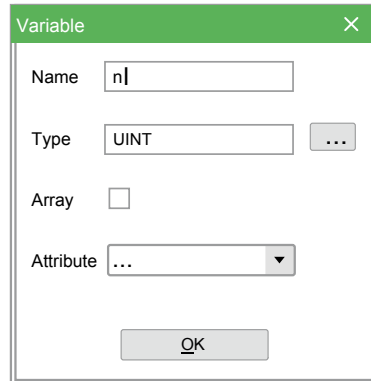 Variable
Name n
Type UINT ...
Array
Attribute ...
OK